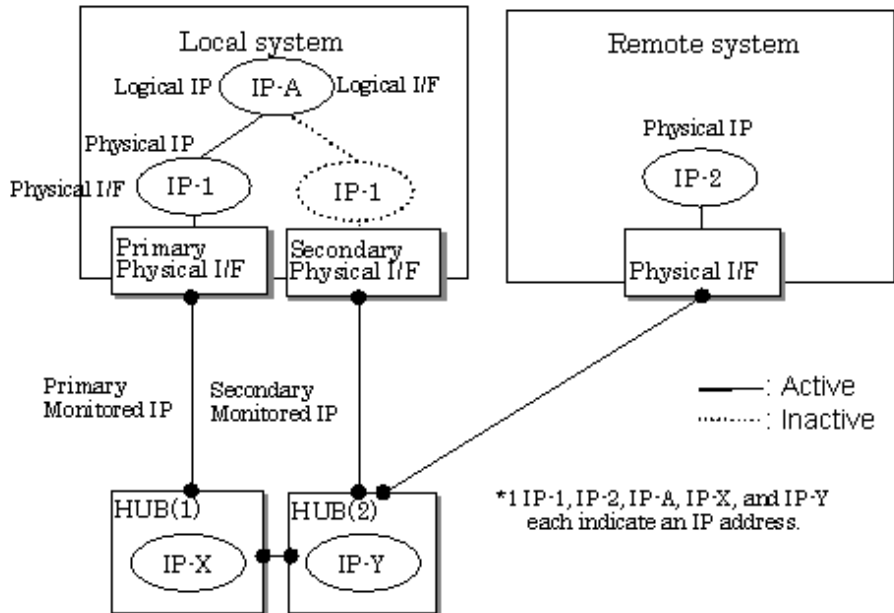 Local system
Logical IP
IP-A
Logical I/F
Physical IP
Physical I/F
IP-1
IP-1
Primary
Physical I/F
Secondary
Physical I/F
Remote system
Physical IP
IP-2
Physical I/F
Primary
Monitored IP
Secondary
Monitored IP
: Active
: Inactive
HUB(1)
IP-X
HUB(2)
IP-Y
*1 IP-1, IP-2, IP-A, IP-X, and IP-Y
each indicate an IP address.